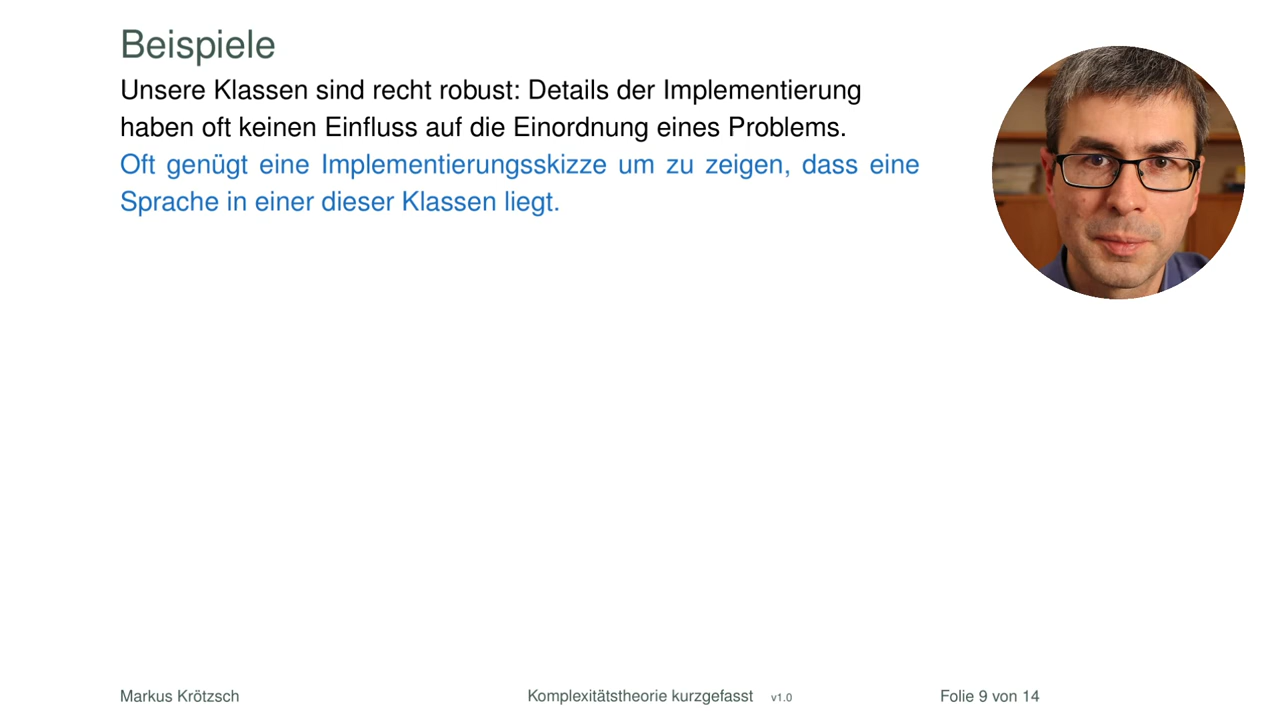 Beispiele
Unsere Klassen sind recht robust: Details der Implementierung
haben oft keinen Einfluss auf die Einordnung eines Problems.
Oft genügt eine Implementierungsskizze um zu zeigen, dass eine
Sprache in einer dieser Klassen liegt.
Markus Krötzsch Komplexitätstheorie kurzgefasst v1.0 Folie 9 von 14